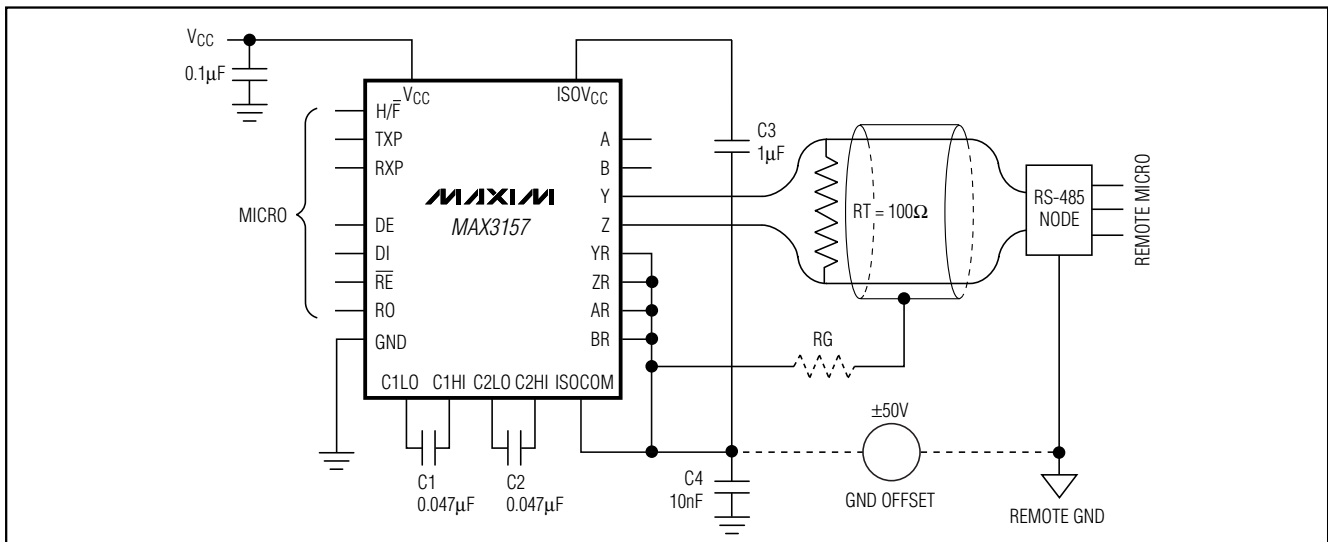 VCC
0.1μF
VCC
ISOVCC
H/F̅
TXP
RXP
MICRO
DE
DI
R̅E̅
RO
GND
MAXIM
MAX3157
A
B
Y
Z
YR
ZR
AR
BR
C1LO C1HI C2LO C2HI ISOCOM
C1
0.047μF
C2
0.047μF
C3
1μF
RT = 100Ω
RS-485
NODE
REMOTE MICRO
RG
±50V
GND OFFSET
C4
10nF
REMOTE GND